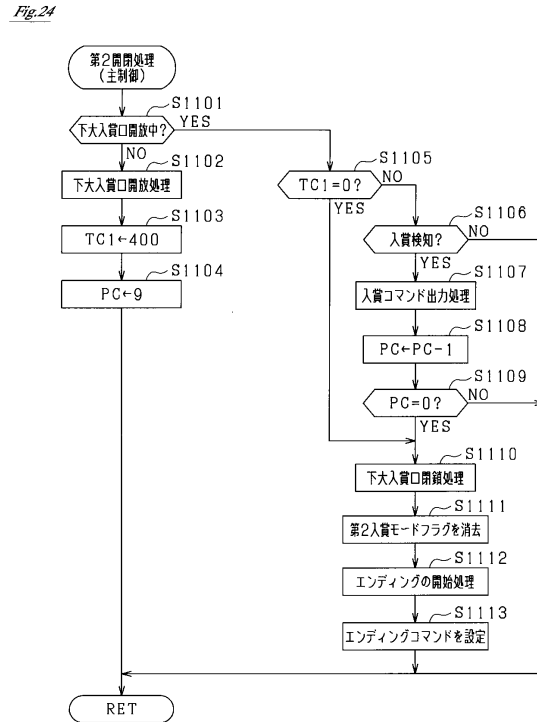 Fig.24
第2開閉処理
(主制御)
S1101
下大入賞口開放中?
YES
NO
S1102
下大入賞口開放処理
S1103
TC1←400
S1104
PC←9
S1105
TC1=0?
NO
YES
S1106
入賞検知?
NO
YES
S1107
入賞コマンド出力処理
S1108
PC←PC-1
S1109
PC=0?
NO
YES
S1110
下大入賞口閉鎖処理
S1111
第2入賞モードフラグを消去
S1112
エンディングの開始処理
S1113
エンディングコマンドを設定
RET